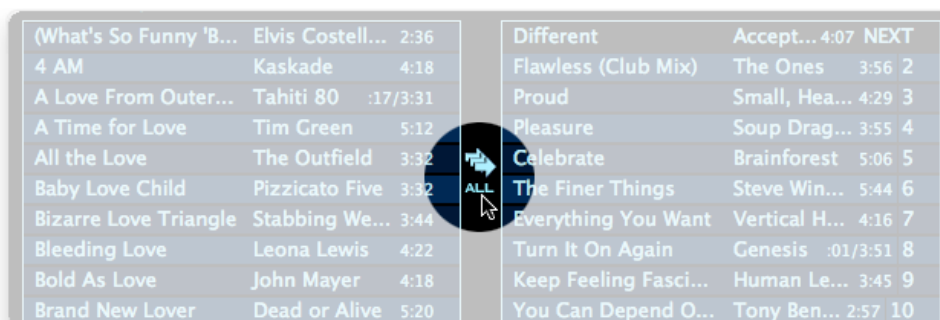 (What's So Funny 'B... Elvis Costell... 2:36
4 AM Kaskade 4:18
A Love From Outer... Tahiti 80 :17/3:31
A Time for Love Tim Green 5:12
All the Love The Outfield 3:32
Baby Love Child Pizzicato Five 3:32
Bizarre Love Triangle Stabbing We... 3:44
Bleeding Love Leona Lewis 4:22
Bold As Love John Mayer 4:18
Brand New Lover Dead or Alive 5:20
ALL
Different Accept... 4:07 NEXT
Flawless (Club Mix) The Ones 3:56 2
Proud Small, Hea... 4:29 3
Pleasure Soup Drag... 3:55 4
Celebrate Brainforest 5:06 5
The Finer Things Steve Win... 5:44 6
Everything You Want Vertical H... 4:16 7
Turn It On Again Genesis :01/3:51 8
Keep Feeling Fasci... Human Le... 3:45 9
You Can Depend O... Tony Ben... 2:57 10